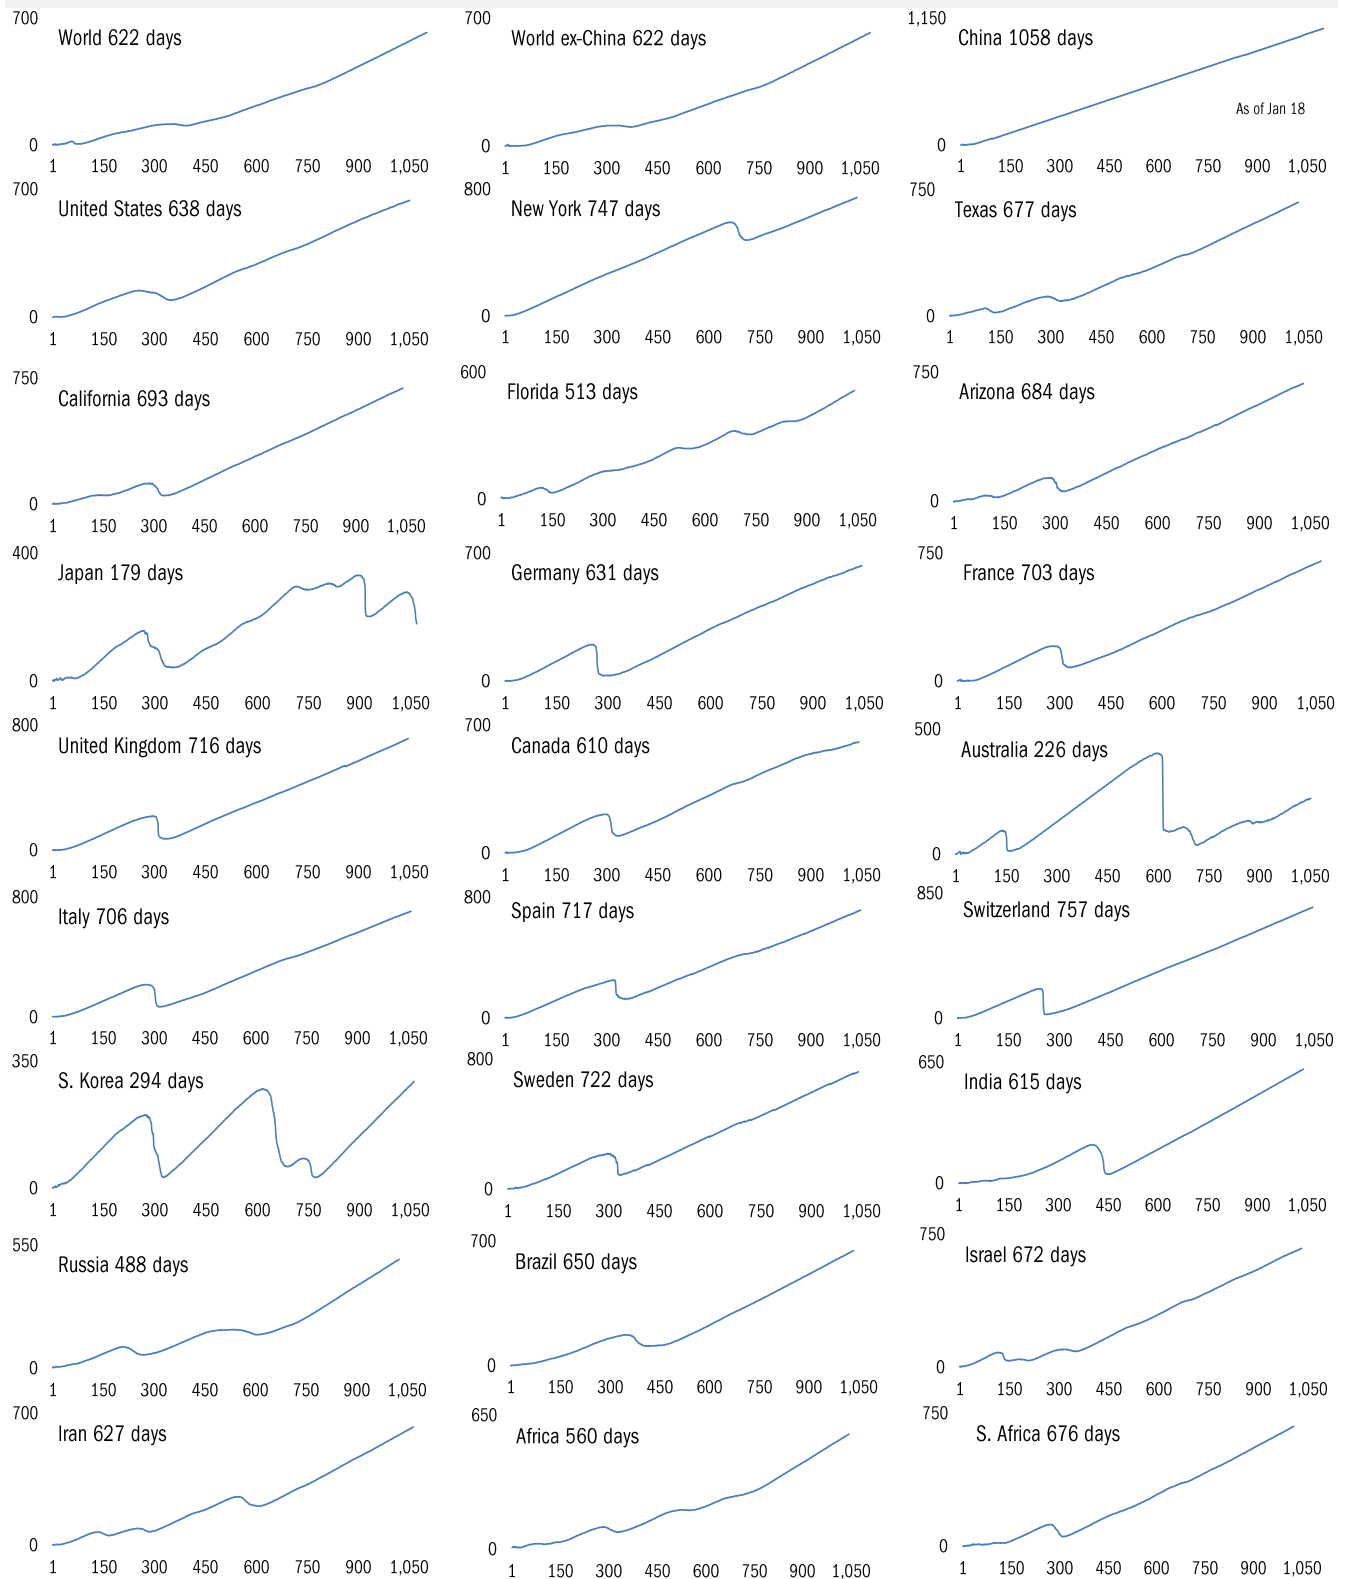 700
World 622 days
0
1 150 300 450 600 750 900 1,050
700
World ex-China 622 days
0
1 150 300 450 600 750 900 1,050
1,150
China 1058 days
As of Jan 18
0
1 150 300 450 600 750 900 1,050
700
United States 638 days
0
1 150 300 450 600 750 900 1,050
800
New York 747 days
0
1 150 300 450 600 750 900 1,050
750
Texas 677 days
0
1 150 300 450 600 750 900 1,050
750
California 693 days
0
1 150 300 450 600 750 900 1,050
600
Florida 513 days
0
1 150 300 450 600 750 900 1,050
750
Arizona 684 days
0
1 150 300 450 600 750 900 1,050
400
Japan 179 days
0
1 150 300 450 600 750 900 1,050
700
Germany 631 days
0
1 150 300 450 600 750 900 1,050
750
France 703 days
0
1 150 300 450 600 750 900 1,050
800
United Kingdom 716 days
0
1 150 300 450 600 750 900 1,050
700
Canada 610 days
0
1 150 300 450 600 750 900 1,050
500
Australia 226 days
0
1 150 300 450 600 750 900 1,050
800
Italy 706 days
0
1 150 300 450 600 750 900 1,050
800
Spain 717 days
0
1 150 300 450 600 750 900 1,050
850
Switzerland 757 days
0
1 150 300 450 600 750 900 1,050
350
S. Korea 294 days
0
1 150 300 450 600 750 900 1,050
800
Sweden 722 days
0
1 150 300 450 600 750 900 1,050
650
India 615 days
0
1 150 300 450 600 750 900 1,050
550
Russia 488 days
0
1 150 300 450 600 750 900 1,050
700
Brazil 650 days
0
1 150 300 450 600 750 900 1,050
750
Israel 672 days
0
1 150 300 450 600 750 900 1,050
700
Iran 627 days
0
1 150 300 450 600 750 900 1,050
650
Africa 560 days
0
1 150 300 450 600 750 900 1,050
750
S. Africa 676 days
0
1 150 300 450 600 750 900 1,050